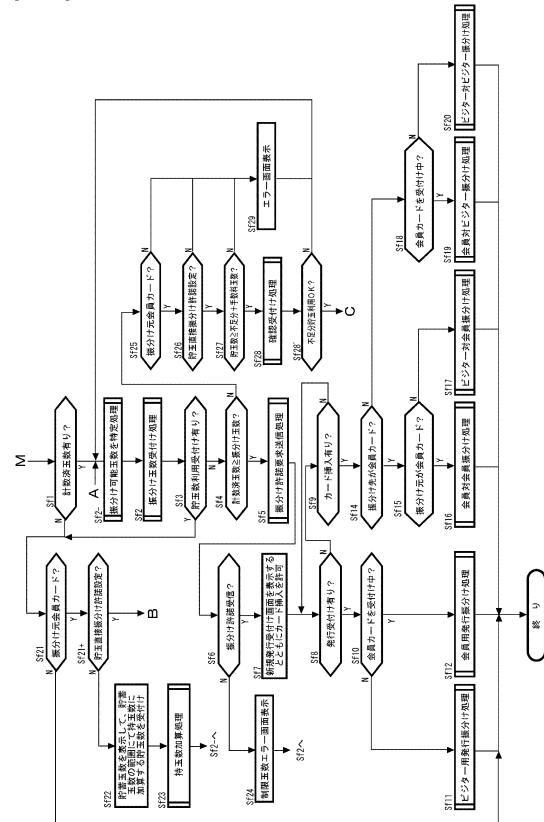 M
Sf1
計数済玉数有り?
N
Y
A
Sf2-
振分け可能玉数を特定処理
Sf2
振分け玉数受付け処理
Sf3
貯玉数利用受付け有り?
Y
N
Sf4
計数済玉数≧振分け玉数?
N
Y
Sf5
振分け許諾要求送信処理
Sf21
振分け元会員カード?
N
Y
Sf21+
貯玉直接振分け許諾設定?
N
Y
B
Sf22
貯蓄玉数を表示して、貯蓄
玉数の範囲にて持玉数に
加算する貯玉数を受付け
Sf23
持玉数加算処理
Sf2-へ
Sf25
振分け元会員カード?
N
Y
Sf26
貯玉直接振分け許諾設定?
N
Y
Sf27
貯玉数≧不足分+手数料玉数?
N
Y
Sf28
確認受付け処理
Sf28'
不足分貯玉利用OK?
N
Y
C
Sf29
エラー画面表示
Sf6
振分け許諾受信?
N
Y
Sf24
制限玉数エラー画面表示
Sf2へ
Sf7
新規発行受付け画面を表示する
とともにカード挿入を許可
Sf8
発行受付け有り?
N
Y
Sf9
カード挿入有り?
N
Y
Sf10
会員カードを受付け中?
N
Y
Sf11
ビジター用発行振分け処理
Sf12
会員用発行振分け処理
Sf14
振分け先が会員カード?
N
Y
Sf15
振分け元が会員カード?
N
Y
Sf16
会員対会員振分け処理
Sf17
ビジター対会員振分け処理
Sf18
会員カードを受付け中?
N
Y
Sf19
会員対ビジター振分け処理
Sf20
ビジター対ビジター振分け処理
終り